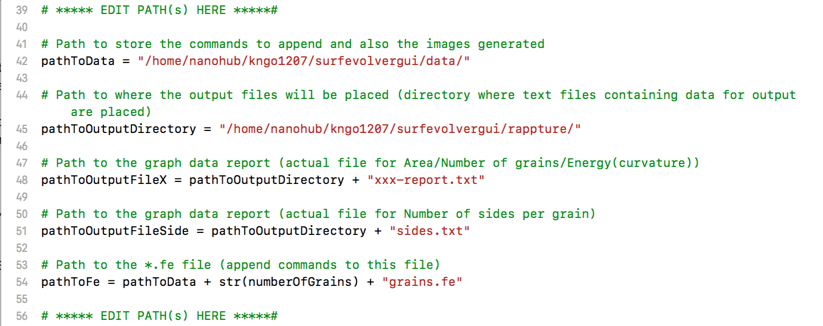 39 # ***** EDIT PATH(s) HERE *****#
40
41 # Path to store the commands to append and also the images generated
42 pathToData = "/home/nanohub/kngo1207/surfevolvergui/data/"
43
44 # Path to where the output files will be placed (directory where text files containing data for output
are placed)
45 pathToOutputDirectory = "/home/nanohub/kngo1207/surfevolvergui/rappture/"
46
47 # Path to the graph data report (actual file for Area/Number of grains/Energy(curvature))
48 pathToOutputFileX = pathToOutputDirectory + "xxx-report.txt"
49
50 # Path to the graph data report (actual file for Number of sides per grain)
51 pathToOutputFileSide = pathToOutputDirectory + "sides.txt"
52
53 # Path to the *.fe file (append commands to this file)
54 pathToFe = pathToData + str(numberOfGrains) + "grains.fe"
55
56 # ***** EDIT PATH(s) HERE *****#